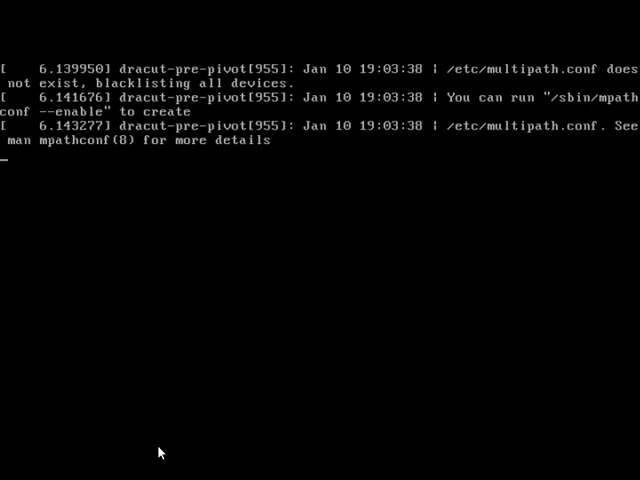 [    6.139950] dracut-pre-pivot[955]: Jan 10 19:03:38 | /etc/multipath.conf does
 not exist, blacklisting all devices.
[    6.141676] dracut-pre-pivot[955]: Jan 10 19:03:38 | You can run "/sbin/mpath
conf --enable" to create
[    6.143277] dracut-pre-pivot[955]: Jan 10 19:03:38 | /etc/multipath.conf. See
 man mpathconf(8) for more details